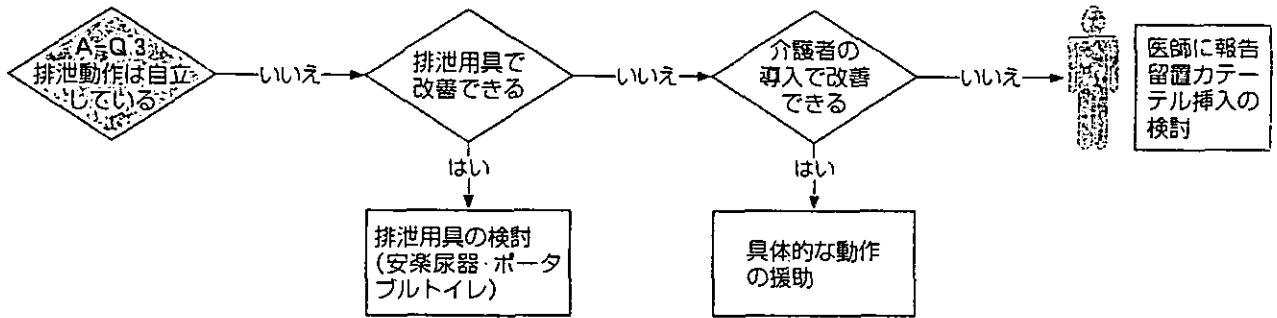 A-Q3
排泄動作は自立
している
いいえ
排泄用具で
改善できる
いいえ
介護者の
導入で改善
できる
いいえ
医師に報告
留置カテー
テル挿入の
検討
はい
はい
排泄用具の検討
(安楽尿器・ポータ
ブルトイレ)
具体的な動作
の援助